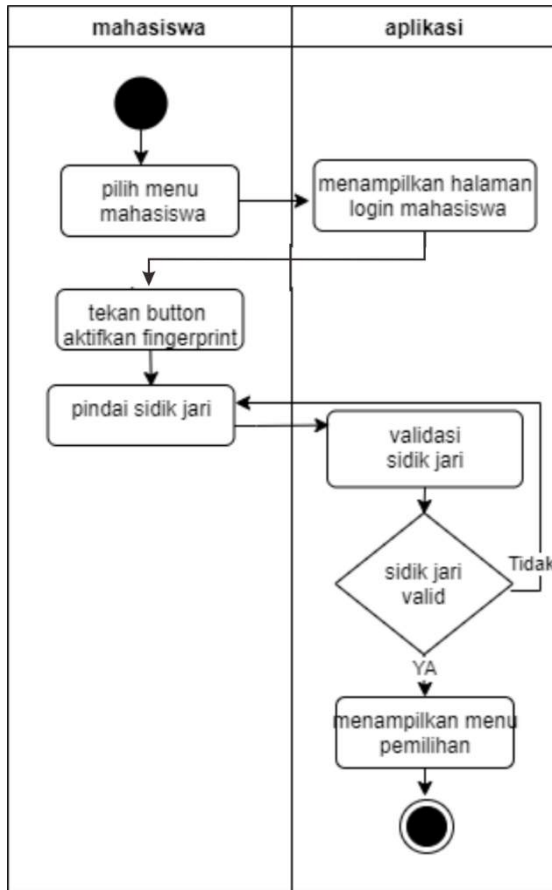 mahasiswa
aplikasi
pilih menu
mahasiswa
menampilkan halaman
login mahasiswa
tekan button
aktifkan fingerprint
pindai sidik jari
validasi
sidik jari
sidik jari
valid
Tidak
YA
menampilkan menu
pemilihan